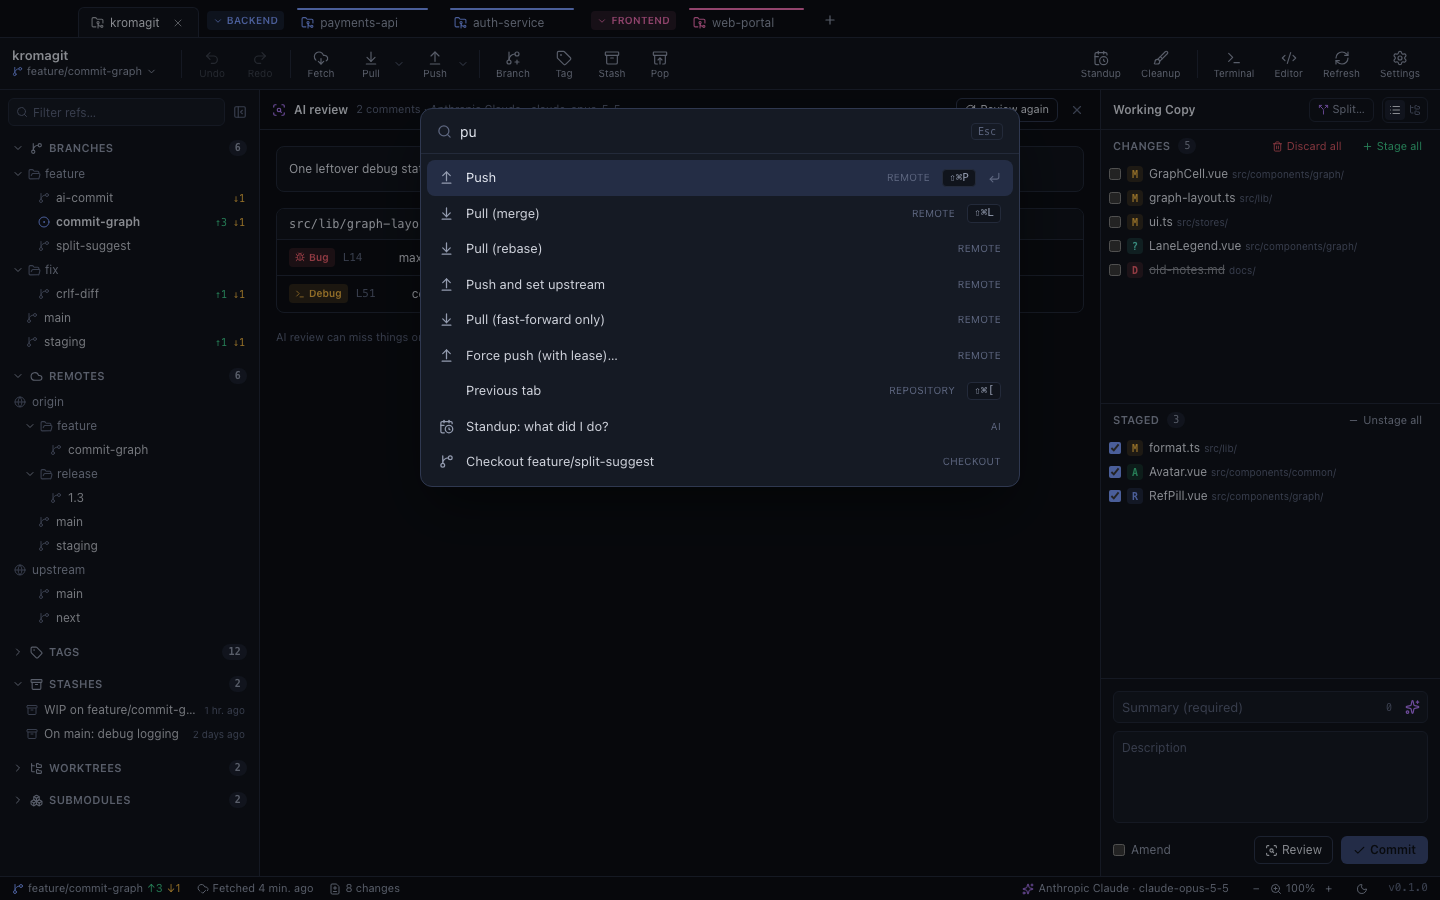 kromagit
BACKEND
payments-api
auth-service
FRONTEND
web-portal
kromagit
feature/commit-graph
Undo
Redo
Fetch
Pull
Push
Branch
Tag
Stash
Pop
Standup
Cleanup
Terminal
Editor
Refresh
Settings
Filter refs...
BRANCHES 6
feature
ai-commit ↓1
commit-graph ↑3 ↓1
split-suggest
fix
crlf-diff ↑1 ↓1
main
staging ↑1 ↓1
REMOTES 6
origin
feature
commit-graph
release
1.3
main
staging
upstream
main
next
TAGS 12
STASHES 2
WIP on feature/commit-g... 1 hr. ago
On main: debug logging 2 days ago
WORKTREES 2
SUBMODULES 2
AI review 2 comments · Anthropic Claude · claude-opus-5-5
Review again
One leftover debug sta
src/lib/graph-layo
Bug L14 max
Debug L51 co
AI review can miss things o
pu Esc
Push REMOTE ⇧⌘P
Pull (merge) REMOTE ⇧⌘L
Pull (rebase) REMOTE
Push and set upstream REMOTE
Pull (fast-forward only) REMOTE
Force push (with lease)... REMOTE
Previous tab REPOSITORY ⇧⌘[
Standup: what did I do? AI
Checkout feature/split-suggest CHECKOUT
Working Copy
Split...
CHANGES 5
Discard all
+ Stage all
M GraphCell.vue src/components/graph/
M graph-layout.ts src/lib/
M ui.ts src/stores/
? LaneLegend.vue src/components/graph/
D old-notes.md docs/
STAGED 3
− Unstage all
M format.ts src/lib/
A Avatar.vue src/components/common/
R RefPill.vue src/components/graph/
Summary (required) 0
Description
Amend
Review
Commit
feature/commit-graph ↑3 ↓1
Fetched 4 min. ago
8 changes
Anthropic Claude · claude-opus-5-5
− 100% +
v0.1.0